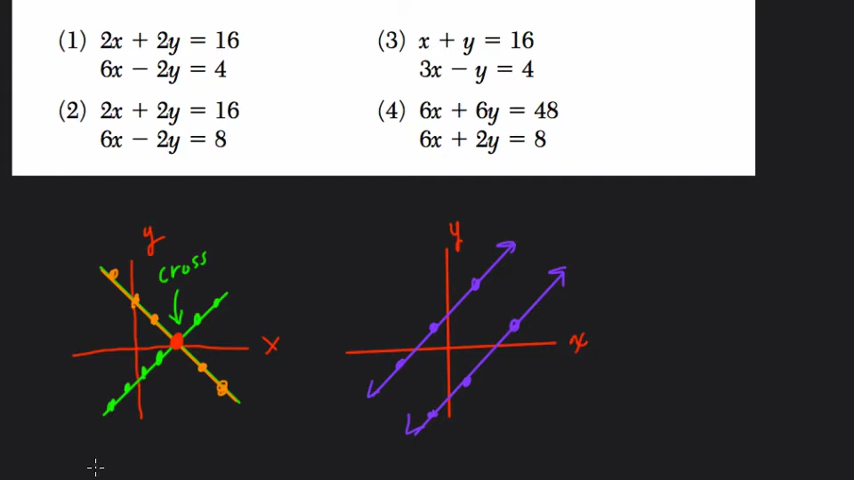 (1) 2x + 2y = 16
6x − 2y = 4
(2) 2x + 2y = 16
6x − 2y = 8
(3) x + y = 16
3x − y = 4
(4) 6x + 6y = 48
6x + 2y = 8
y
cross
x
y
x